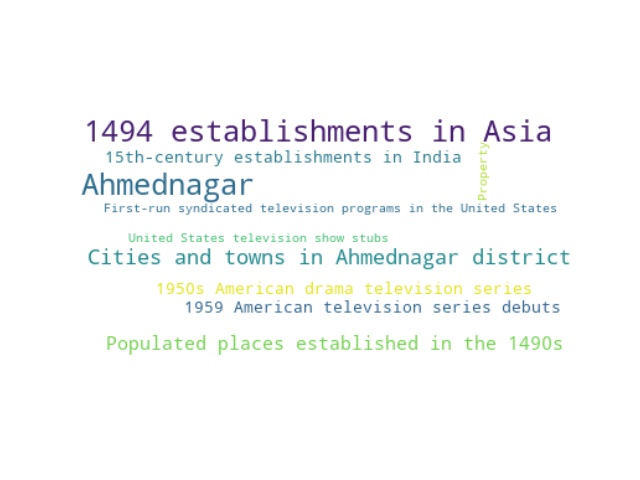 1494 establishments in Asia
15th-century establishments in India
Property
Ahmednagar
First-run syndicated television programs in the United States
United States television show stubs
Cities and towns in Ahmednagar district
1950s American drama television series
1959 American television series debuts
Populated places established in the 1490s